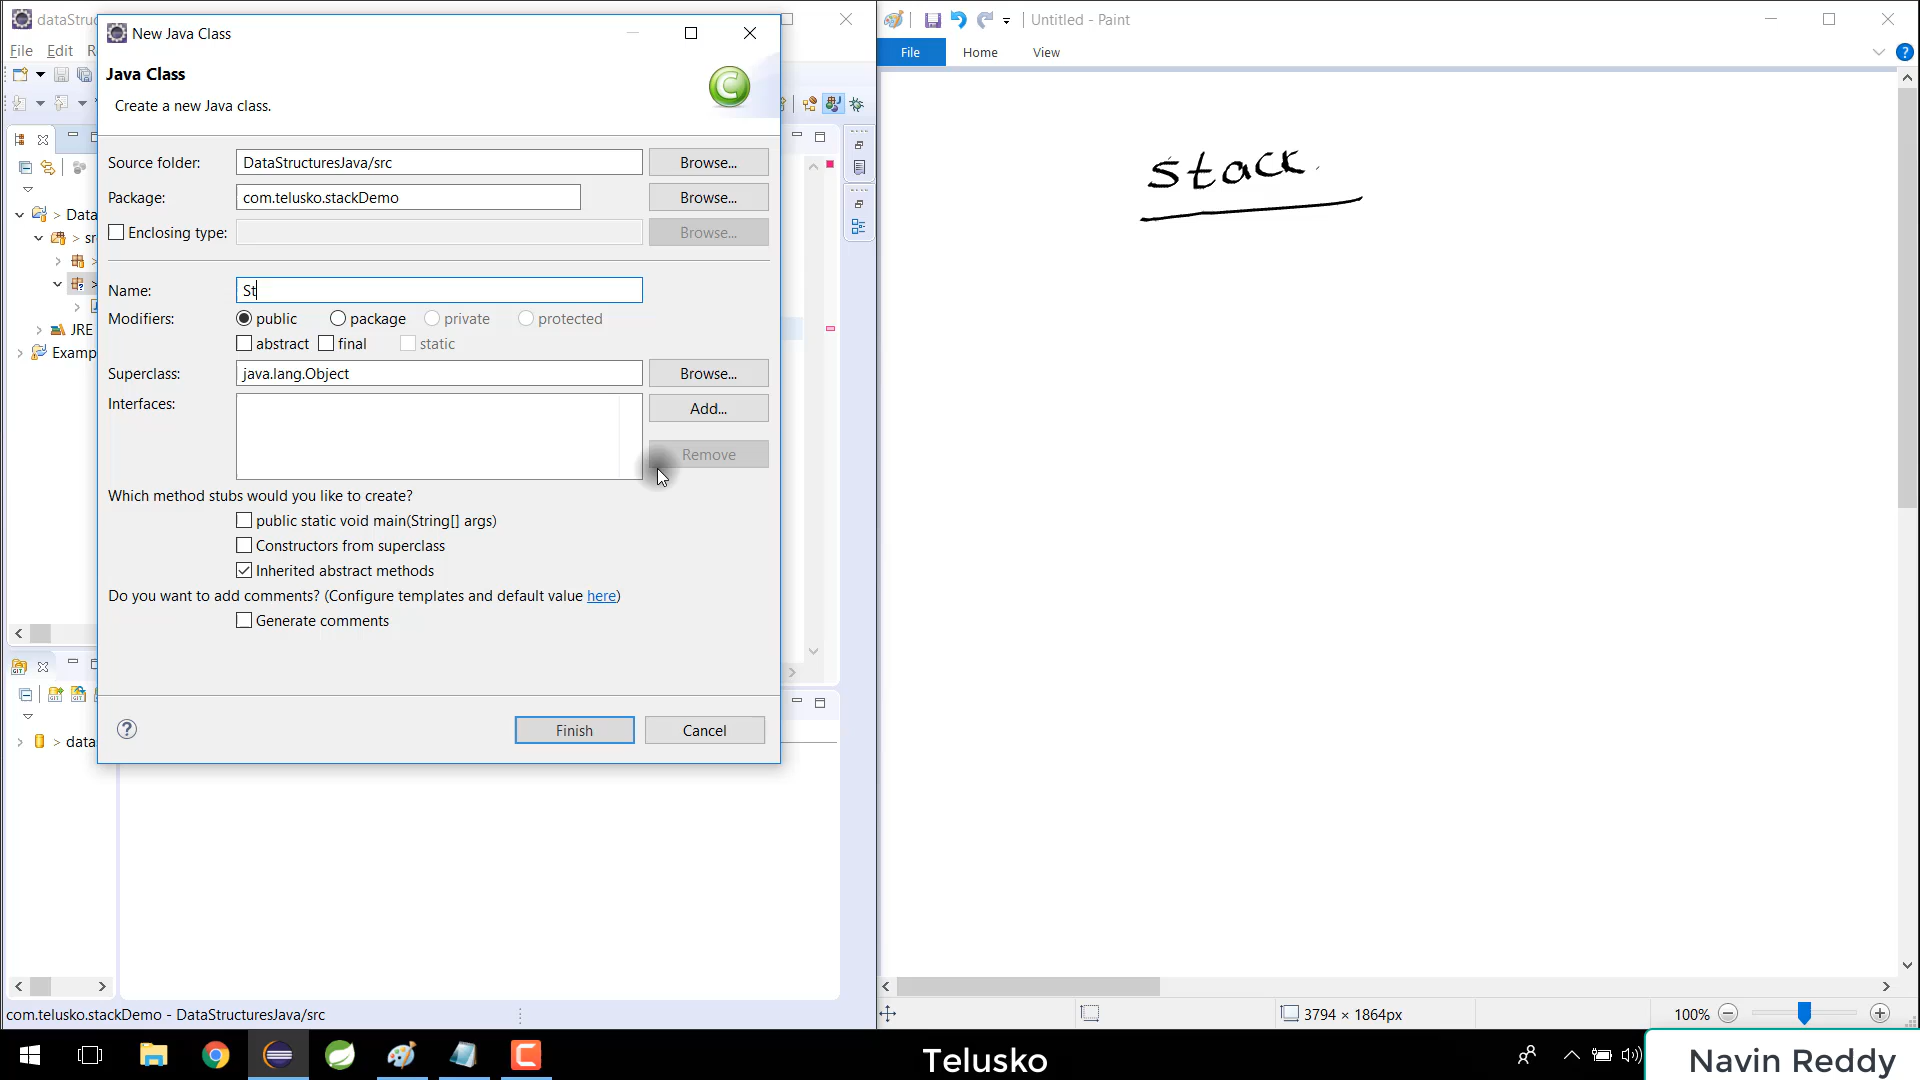 dataStruc
File Edit R
New Java Class
Java Class
Create a new Java class.
Source folder: DataStructuresJava/src Browse...
Package: com.telusko.stackDemo Browse...
Enclosing type: Browse...
Name: St
Modifiers: public package private protected
abstract final static
Superclass: java.lang.Object Browse...
Interfaces: Add...
Remove
Which method stubs would you like to create?
public static void main(String[] args)
Constructors from superclass
Inherited abstract methods
Do you want to add comments? (Configure templates and default value here)
Generate comments
Finish Cancel
> Data
> sr
JRE
Examp
> data
com.telusko.stackDemo - DataStructuresJava/src
Untitled - Paint
File Home View
stack
3794 × 1864px 100%
Telusko
Navin Reddy